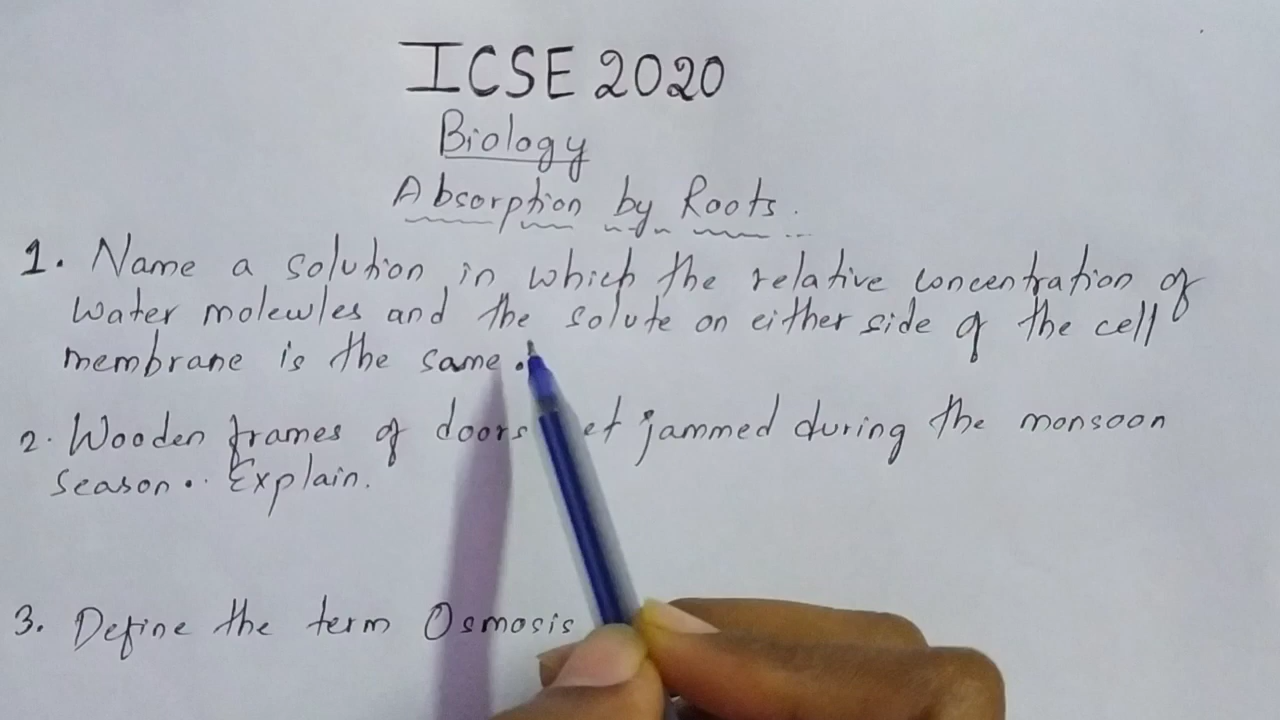 ICSE 2020
Biology
Absorption by Roots.
1. Name a solution in which the relative concentration of
water molecules and the solute on either side of the cell
membrane is the same.
2. Wooden frames of doors et jammed during the monsoon
season. Explain.
3. Define the term Osmosis